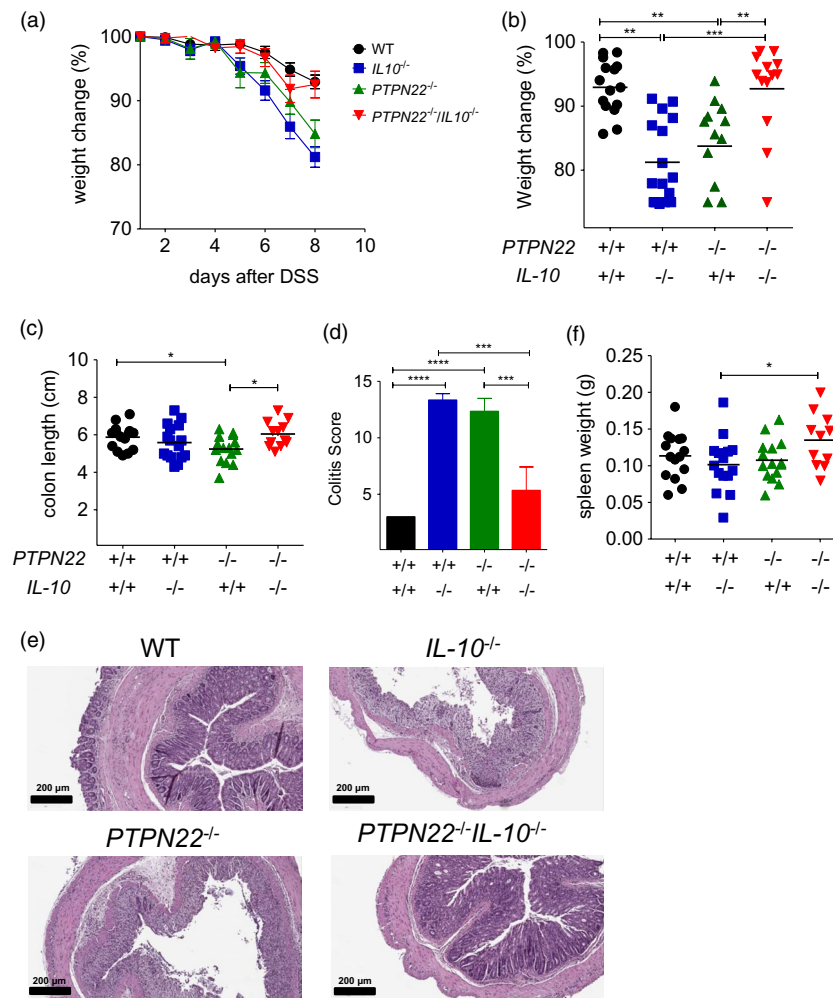 (a)
100
90
80
70
weight change (%)
2 4 6 8 10
days after DSS
WT
IL10-/-
PTPN22-/-
PTPN22-/-/IL10-/-
(b)
** **
** ***
100
90
80
Weight change (%)
PTPN22 +/+ +/+ -/- -/-
IL-10 +/+ -/- +/+ -/-
(c)
*
*
10
8
6
4
2
colon length (cm)
PTPN22 +/+ +/+ -/- -/-
IL-10 +/+ -/- +/+ -/-
(d)
***
****
**** ***
15
10
5
Colitis Score
+/+ +/+ -/- -/-
+/+ -/- +/+ -/-
(f)
*
0.25
0.20
0.15
0.10
0.05
0.00
spleen weight (g)
+/+ +/+ -/- -/-
+/+ -/- +/+ -/-
(e)
WT
200 µm
IL-10-/-
200 µm
PTPN22-/-
200 µm
PTPN22-/-IL-10-/-
200 µm